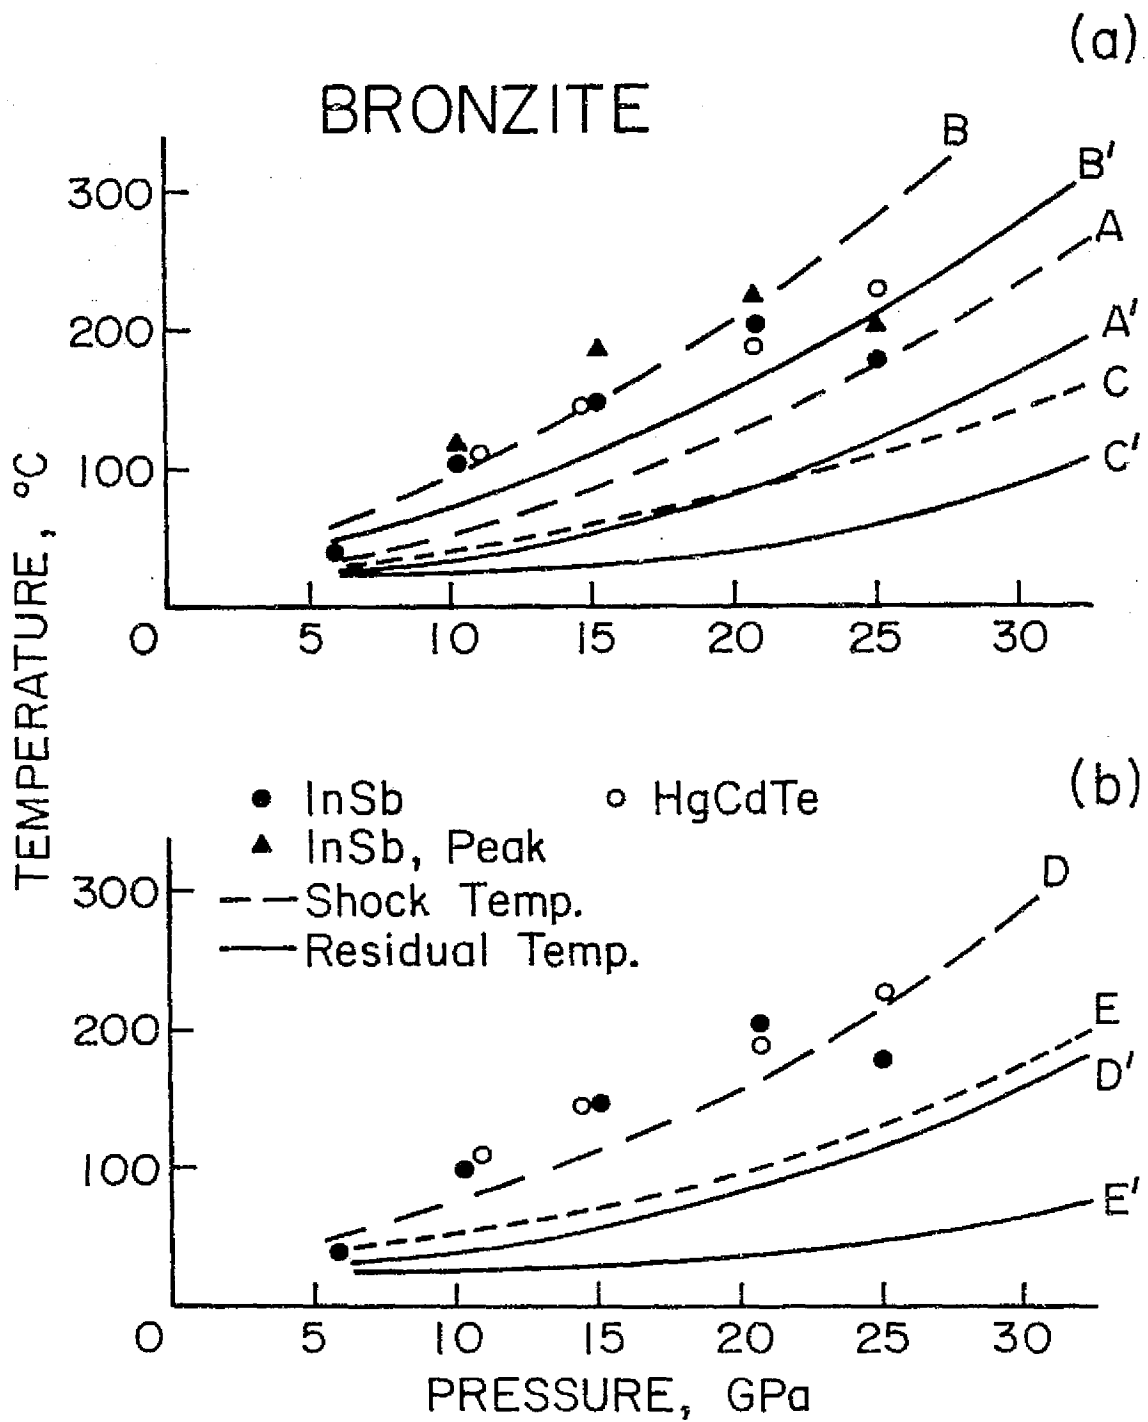 (a)
BRONZITE
B
B'
A
A'
C
C'
300
200
100
0 5 10 15 20 25 30
TEMPERATURE, °C
(b)
InSb HgCdTe
InSb, Peak
Shock Temp.
Residual Temp.
D
E
D'
E'
300
200
100
0 5 10 15 20 25 30
PRESSURE, GPa